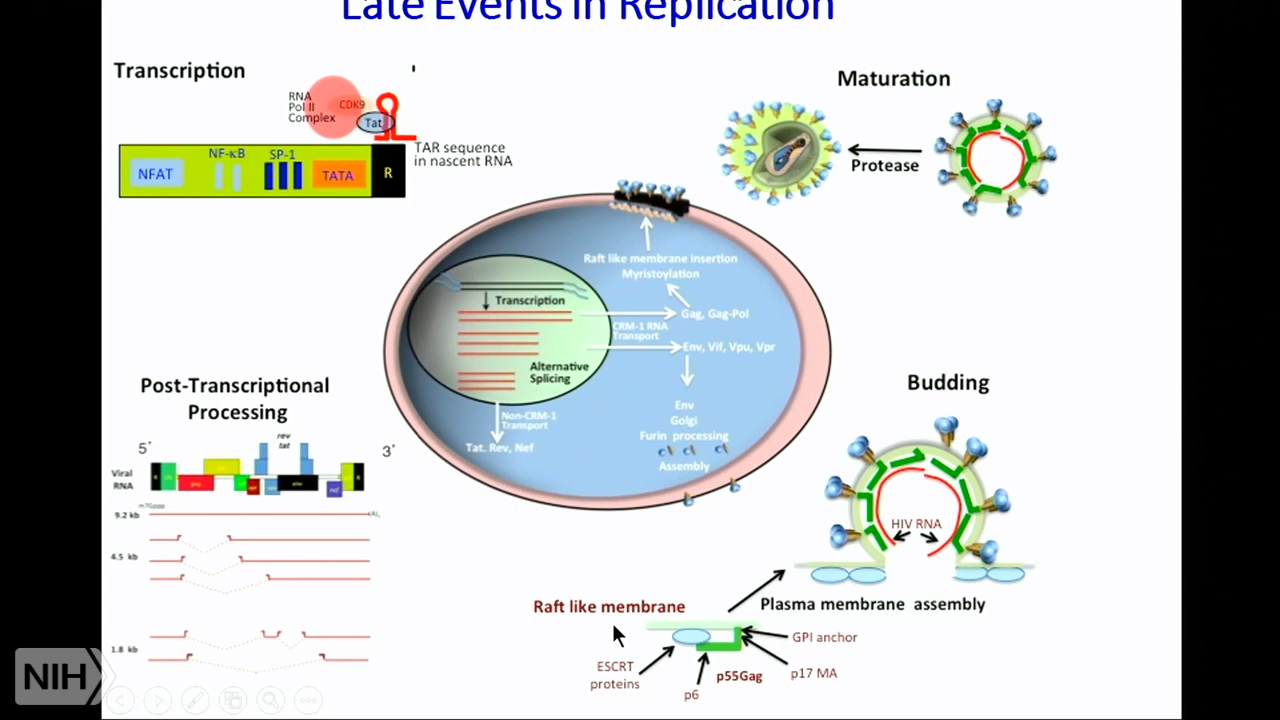 Late Events in Replication
Transcription
RNA
Pol II
Complex
CDK9
Tat
TAR sequence
in nascent RNA
NFAT
NF-κB
SP-1
TATA
R
Maturation
Protease
Raft like membrane insertion
Myristoylation
Transcription
Gag, Gag-Pol
CRM-1 RNA
Transport
Env, Vif, Vpu, Vpr
Alternative
Splicing
Non-CRM-1
Transport
Tat. Rev, Nef
Env
Golgi
Furin processing
Assembly
Post-Transcriptional
Processing
5'
rev
tat
3'
Viral
RNA
9.2 kb
4.5 kb
1.8 kb
Budding
HIV RNA
Plasma membrane assembly
Raft like membrane
GPI anchor
ESCRT
proteins
p6
p55Gag
p17 MA
NIH